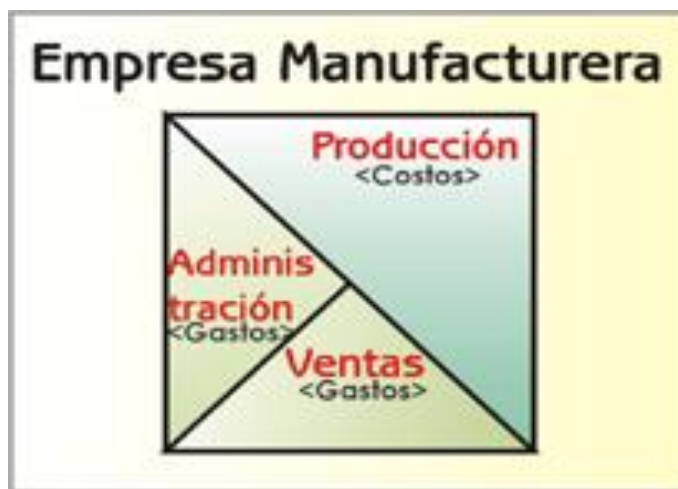 Empresa Manufacturera
Producción
<Costos>
Adminis
tración
<Gastos>
Ventas
<Gastos>